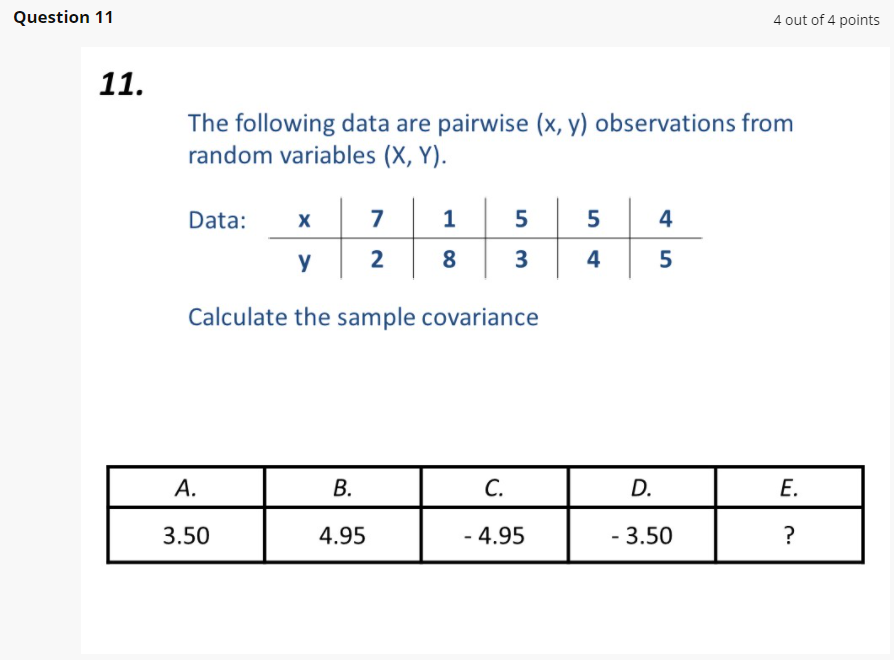 Question 11
4 out of 4 points
11.
The following data are pairwise (x, y) observations from
random variables (X, Y).
Data: x 7 1 5 5 4
y 2 8 3 4 5
Calculate the sample covariance
A. B. C. D. E.
3.50 4.95 - 4.95 - 3.50 ?